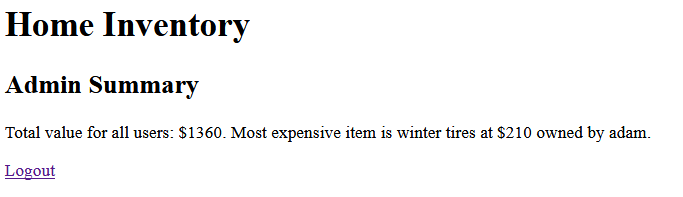 Home Inventory
Admin Summary
Total value for all users: $1360. Most expensive item is winter tires at $210 owned by adam.
Logout